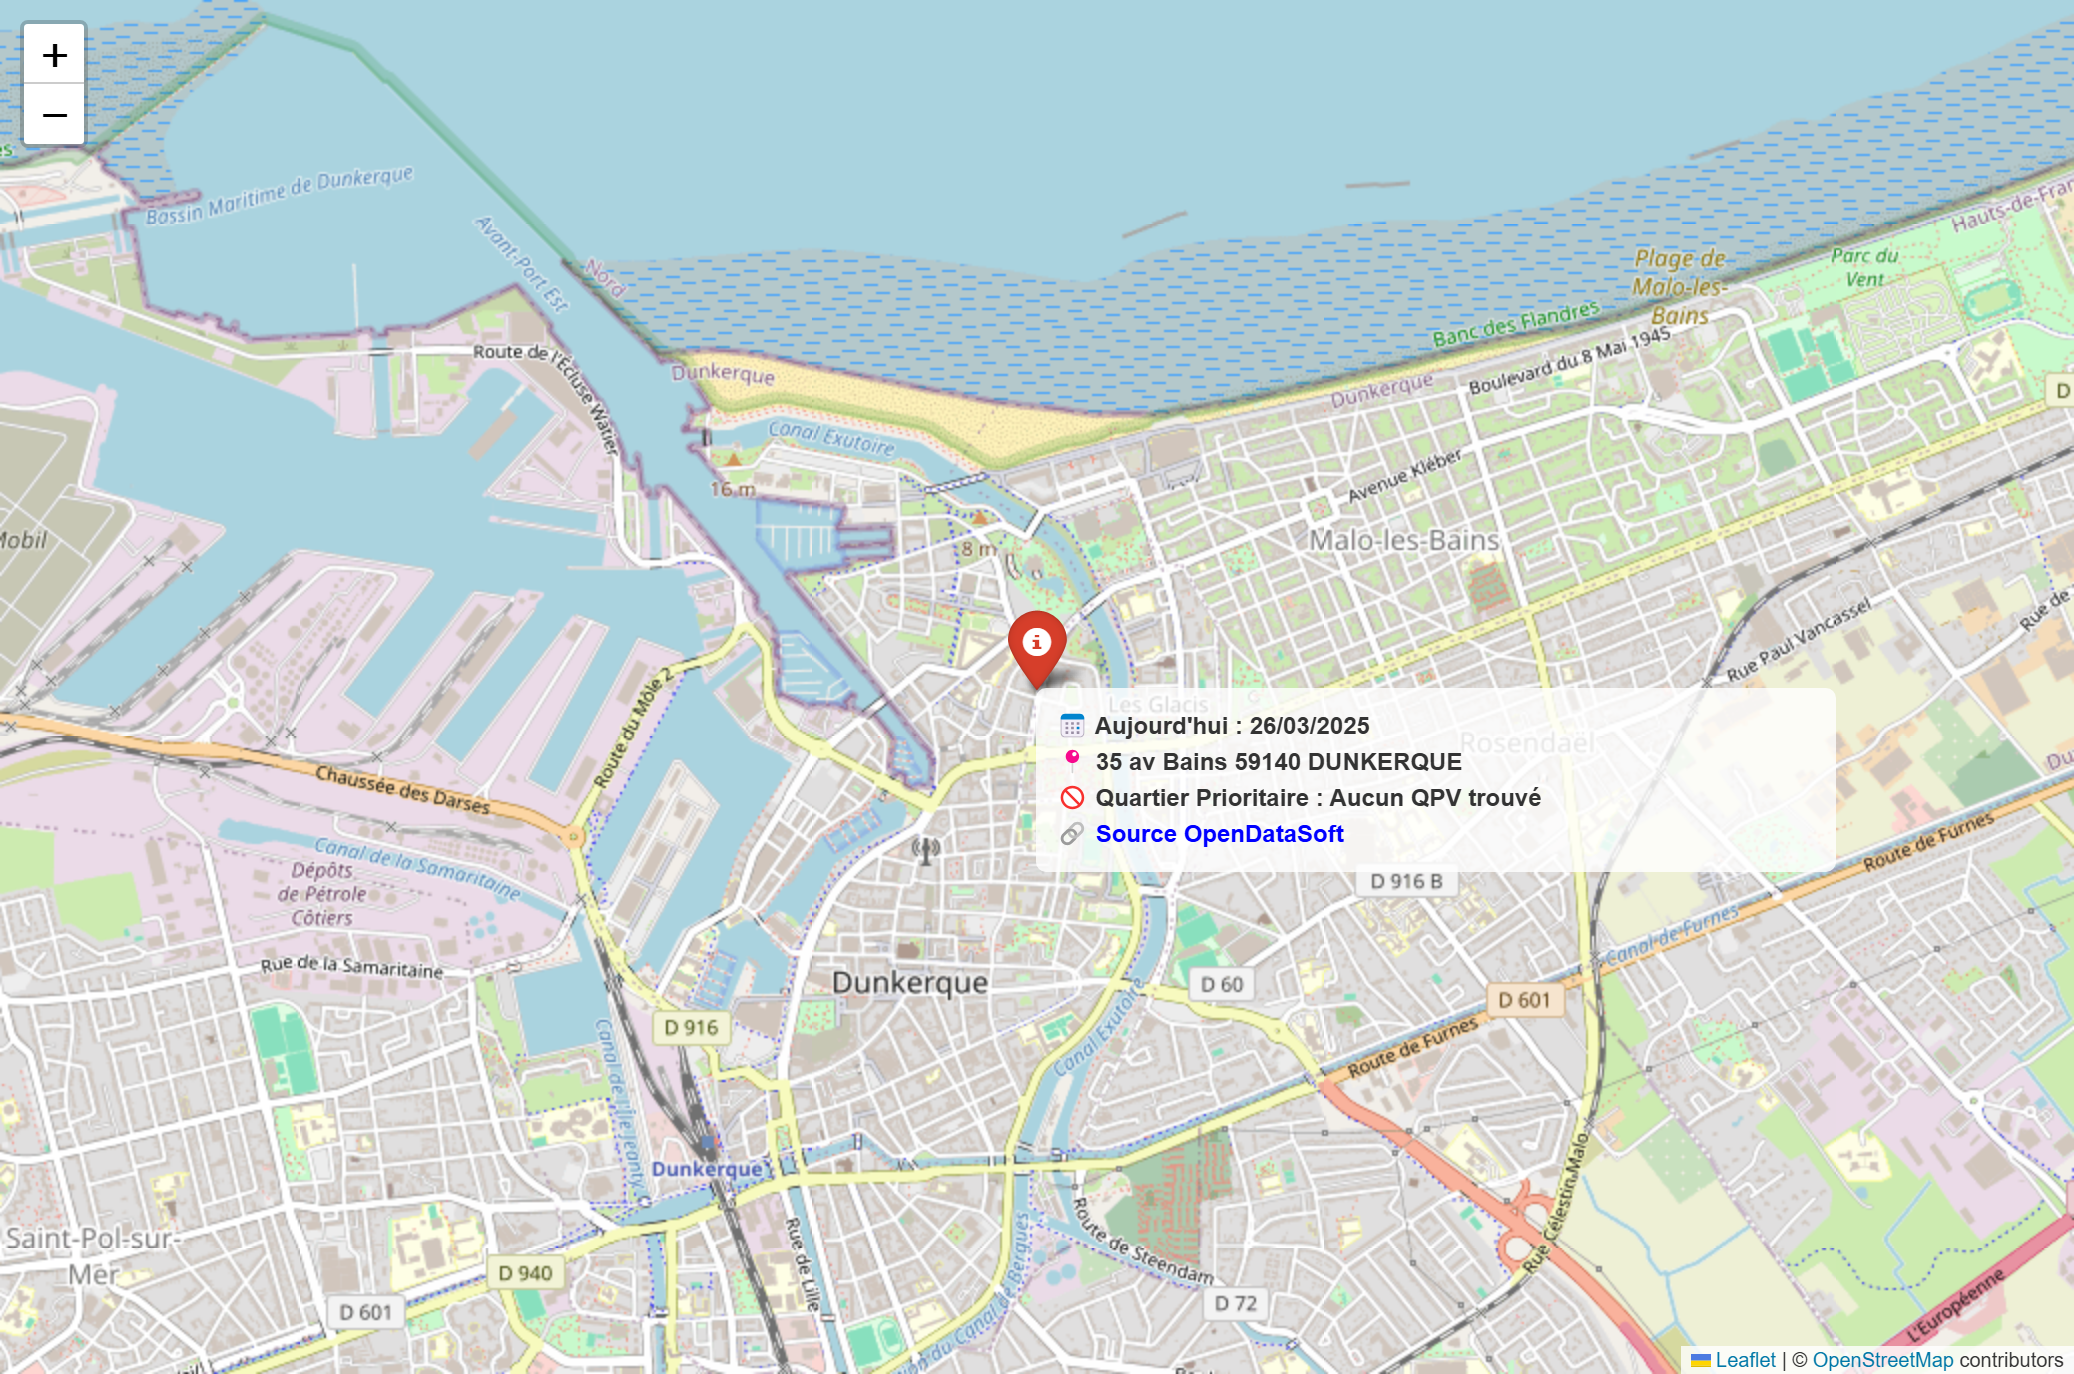 +
−
Bassin Maritime de Dunkerque
Avant-Port Est
Nord
Hauts-de-Fran
Plage de
Malo-les-
Bains
Parc du
Vent
Banc des Flandres
Boulevard du 8 Mai 1945
Route de l'Écluse Watier
Dunkerque
Dunkerque
D
Canal Exutoire
16 m
Avenue Kléber
Mobil
8 m
Malo-les-Bains
Rue Paul Vancassel
Rue de
Les Glacis
Route du Môle 2
Aujourd'hui : 26/03/2025
35 av Bains 59140 DUNKERQUE
Quartier Prioritaire : Aucun QPV trouvé
Source OpenDataSoft
Rosendaël
Du
Chaussée des Darses
Canal de la Samaritaine
Dépôts
de Pétrole
Côtiers
Route de Furnes
D 916 B
Canal de Furnes
Rue de la Samaritaine
Dunkerque
D 60
D 601
D 916
Canal Exutoire
Route de Furnes
Canal de l'Île Jeanty
Dunkerque
Rue Célestin Malo
Saint-Pol-sur-
Mer
D 940
Rue de Lille
Route de Steendam
D 601
D 72
L'Européenne
Canal de Bergues
Leaflet | © OpenStreetMap contributors